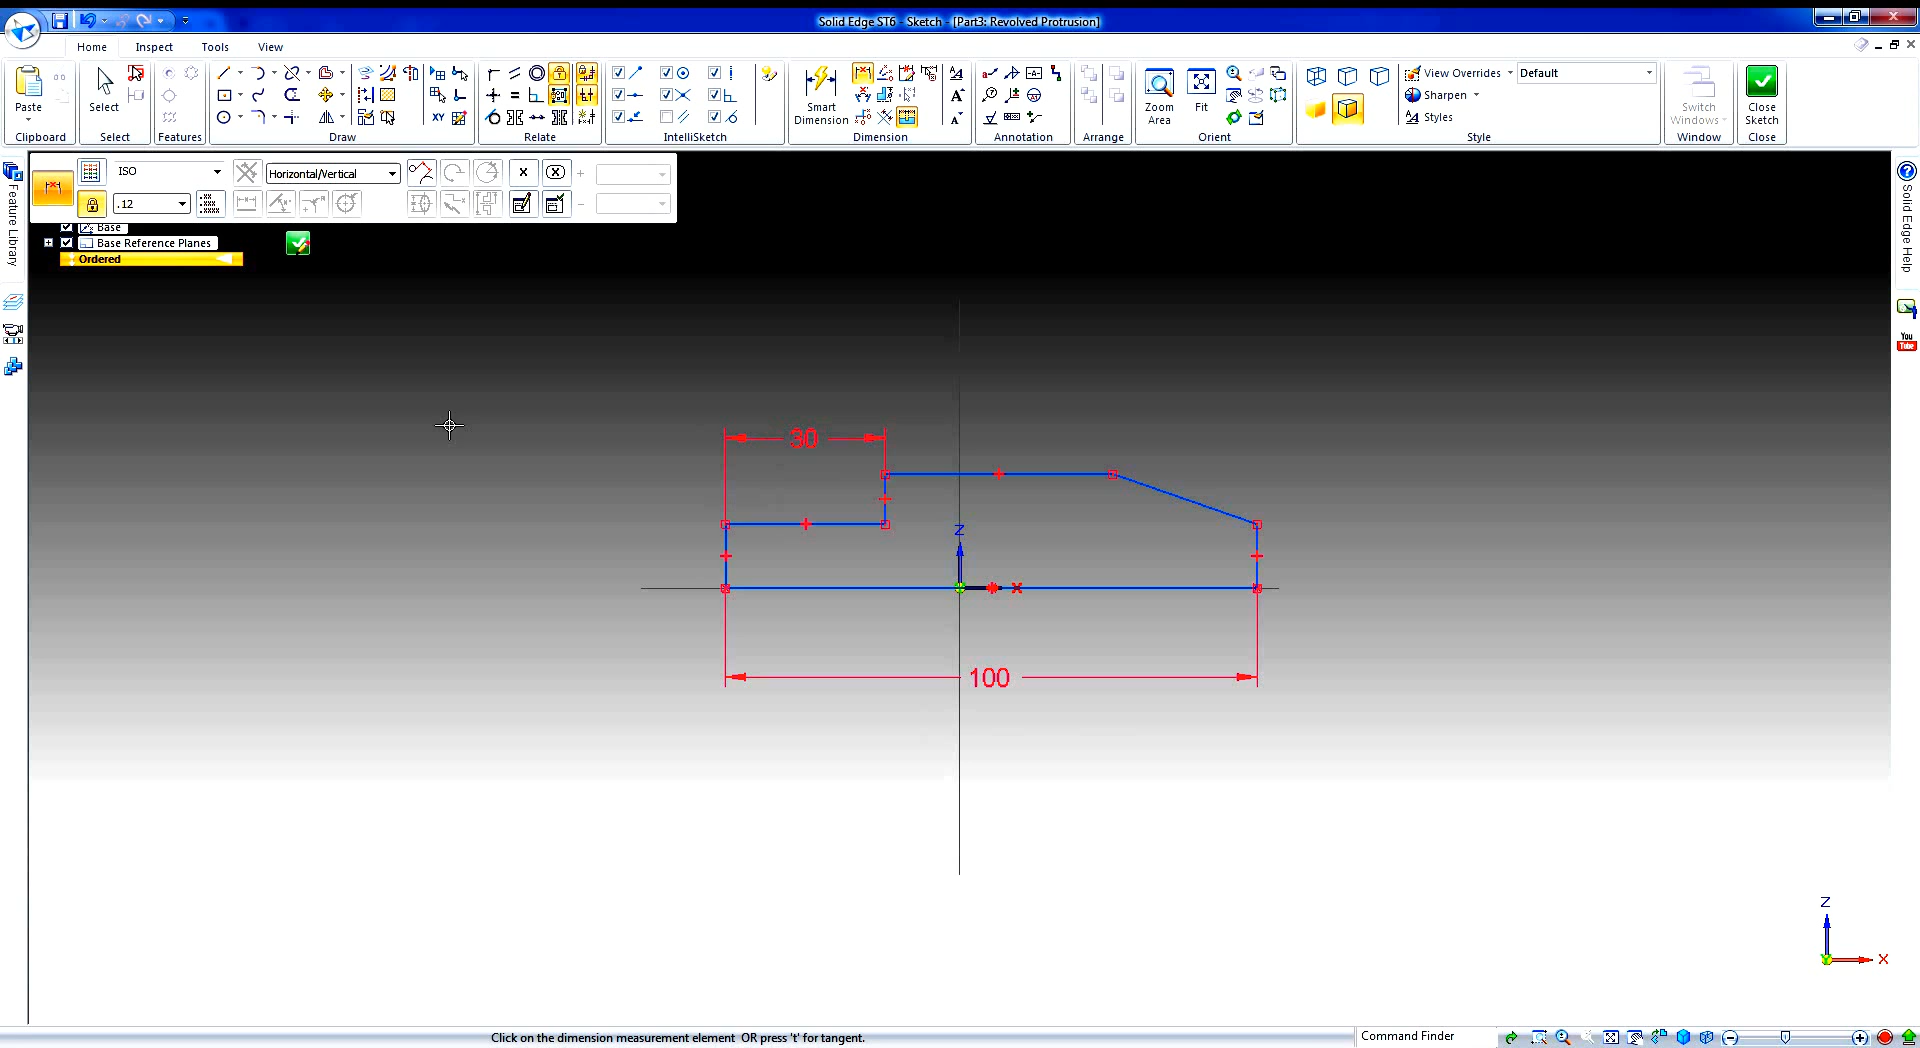 Solid Edge ST6 - Sketch - [Part3: Revolved Protrusion]
Home
Inspect
Tools
View
Paste
Select
Smart
Dimension
Zoom
Area
Fit
View Overrides
Default
Sharpen
Styles
Switch
Windows
Close
Sketch
Clipboard
Select
Features
Draw
Relate
IntelliSketch
Dimension
Annotation
Arrange
Orient
Style
Window
Close
ISO
Horizontal/Vertical
.12
Feature Library
Solid Edge Help
Base
Base Reference Planes
Ordered
You
Tube
30
Z
100
Z
X
Click on the dimension measurement element OR press 't' for tangent.
Command Finder